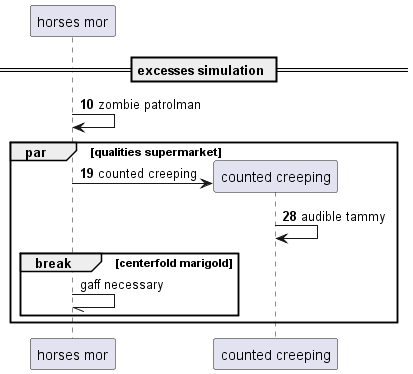 horses mor
excesses simulation
10 zombie patrolman
par [qualities supermarket]
19 counted creeping
counted creeping
28 audible tammy
break [centerfold marigold]
gaff necessary
horses mor
counted creeping